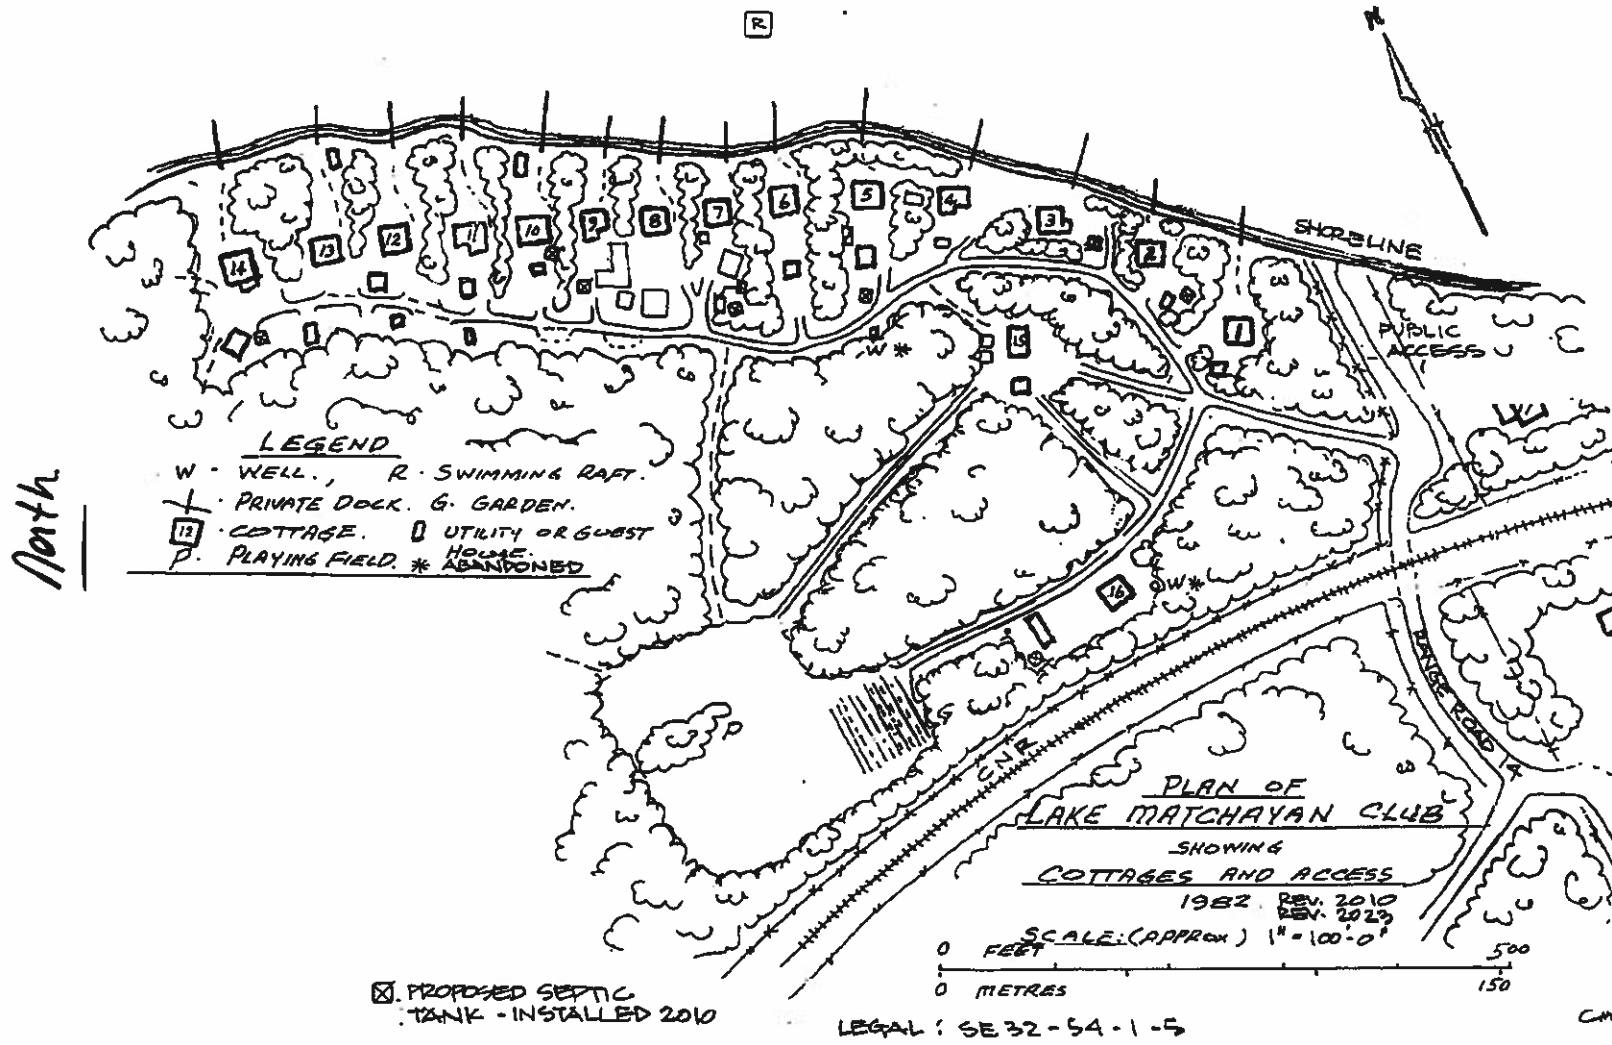 R
N
14
13
12
11
10
9
8
7
6
5
4
3
2
1
15
16
SHORELINE
PUBLIC
ACCESS
W *
W *
North
LEGEND
W - WELL., R - SWIMMING RAFT.
- PRIVATE DOCK. G. GARDEN.
12 - COTTAGE. UTILITY OR GUEST
HOUSE.
P. PLAYING FIELD. * ABANDONED
P
G
CNR
RANGE ROAD 14
PLAN OF
LAKE MATCHAYAN CLUB
SHOWING
COTTAGES AND ACCESS
1982 REV. 2010
REV. 2023
SCALE: (APPROX) 1" = 100'-0"
0 FEET 500
0 METRES 150
PROPOSED SEPTIC
TANK - INSTALLED 2010
LEGAL: SE 32-54-1-5